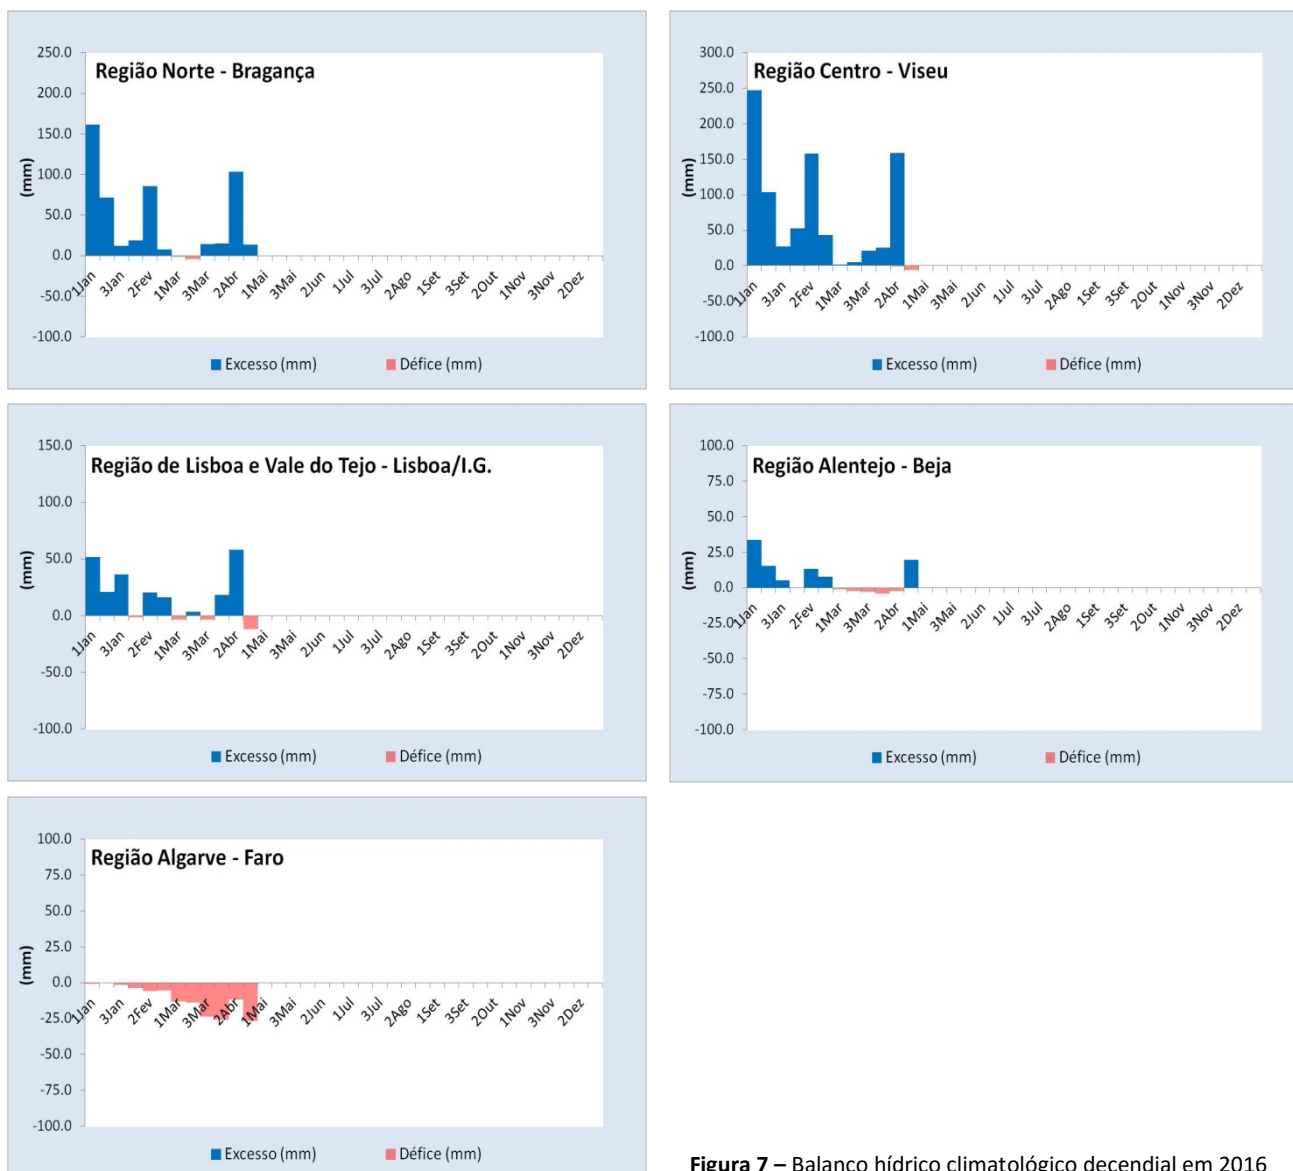 Região Norte - Bragança
250.0
200.0
150.0
100.0
50.0
0.0
-50.0
-100.0
(mm)
1Jan 3Jan 2Fev 1Mar 3Mar 2Abr 1Mai 3Mai 2Jun 1Jul 3Jul 2Ago 1Set 3Set 2Out 1Nov 3Nov 2Dez
Excesso (mm) Défice (mm)
Região Centro - Viseu
300.0
250.0
200.0
150.0
100.0
50.0
0.0
-50.0
-100.0
(mm)
1Jan 3Jan 2Fev 1Mar 3Mar 2Abr 1Mai 3Mai 2Jun 1Jul 3Jul 2Ago 1Set 3Set 2Out 1Nov 3Nov 2Dez
Excesso (mm) Défice (mm)
Região de Lisboa e Vale do Tejo - Lisboa/I.G.
150.0
100.0
50.0
0.0
-50.0
-100.0
(mm)
1Jan 3Jan 2Fev 1Mar 3Mar 2Abr 1Mai 3Mai 2Jun 1Jul 3Jul 2Ago 1Set 3Set 2Out 1Nov 3Nov 2Dez
Excesso (mm) Défice (mm)
Região Alentejo - Beja
100.0
75.0
50.0
25.0
0.0
-25.0
-50.0
-75.0
-100.0
(mm)
1Jan 3Jan 2Fev 1Mar 3Mar 2Abr 1Mai 3Mai 2Jun 1Jul 3Jul 2Ago 1Set 3Set 2Out 1Nov 3Nov 2Dez
Excesso (mm) Défice (mm)
Região Algarve - Faro
100.0
75.0
50.0
25.0
0.0
-25.0
-50.0
-75.0
-100.0
(mm)
1Jan 3Jan 2Fev 1Mar 3Mar 2Abr 1Mai 3Mai 2Jun 1Jul 3Jul 2Ago 1Set 3Set 2Out 1Nov 3Nov 2Dez
Excesso (mm) Défice (mm)
Figura 7 – Balanço hídrico climatológico decendial em 2016